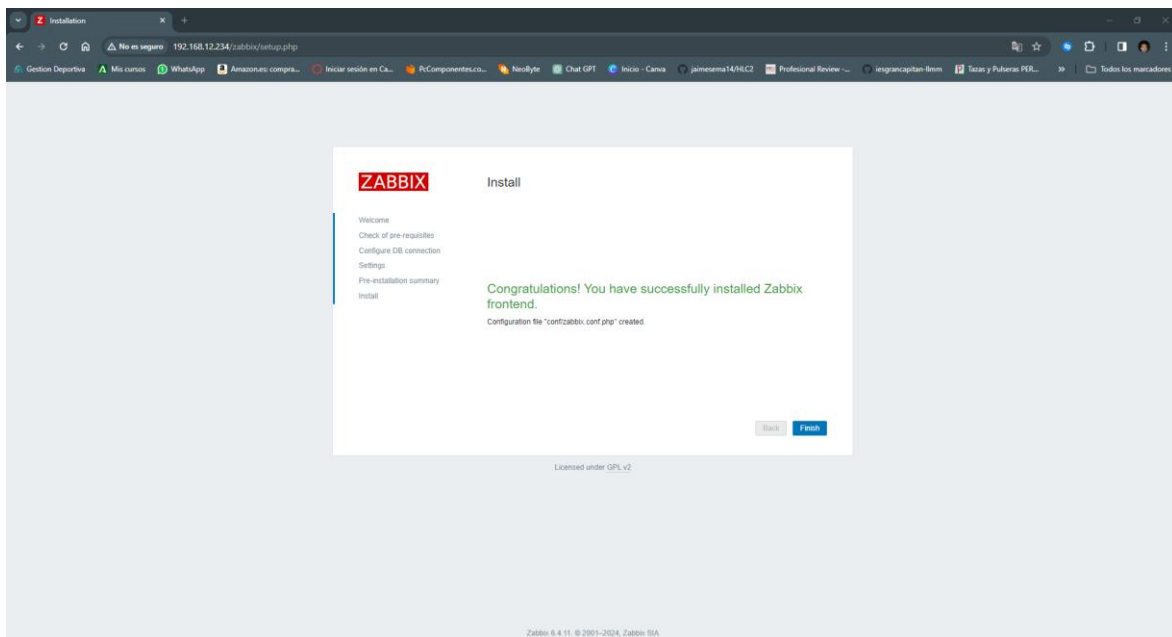 Installation
No es seguro 192.168.12.234/zabbix/setup.php
Gestion Deportiva Mis cursos WhatsApp Amazon.es: compra... Iniciar sesión en Ca... PcComponentes.co... NeoByte Chat GPT Inicio - Canva jaimesema14/HLC2 Profesional Review -... iesgrancapitan-llmm Tazas y Pulseras PER... » Todos los marcadores
ZABBIX
Install
Welcome
Check of pre-requisites
Configure DB connection
Settings
Pre-installation summary
Install
Congratulations! You have successfully installed Zabbix
frontend.
Configuration file "conf/zabbix.conf.php" created.
Back Finish
Licensed under GPL v2
Zabbix 6.4.11. © 2001–2024, Zabbix SIA